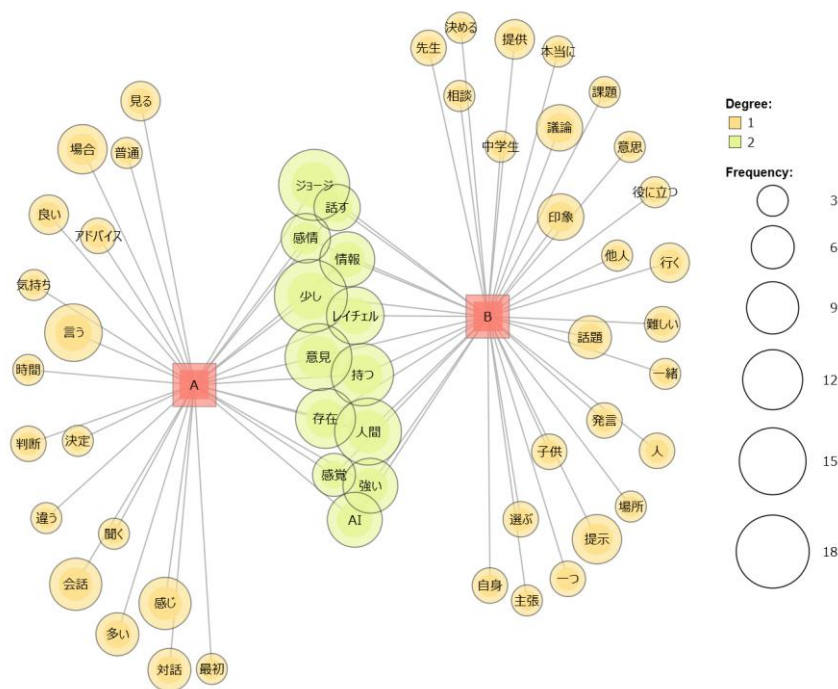 見る
場合
普通
良い
アドバイス
気持ち
言う
時間
判断
決定
違う
聞く
会話
感じ
多い
対話
最初
A
ジョージ
話す
感情
情報
少し
レイチェル
意見
持つ
存在
人間
感覚
強い
AI
B
決める
先生
提供
本当に
相談
課題
中学生
議論
意思
役に立つ
印象
他人
行く
話題
難しい
一緒
発言
子供
人
場所
選ぶ
提示
自身
主張
一つ
Degree:
1
2
Frequency:
3
6
9
12
15
18